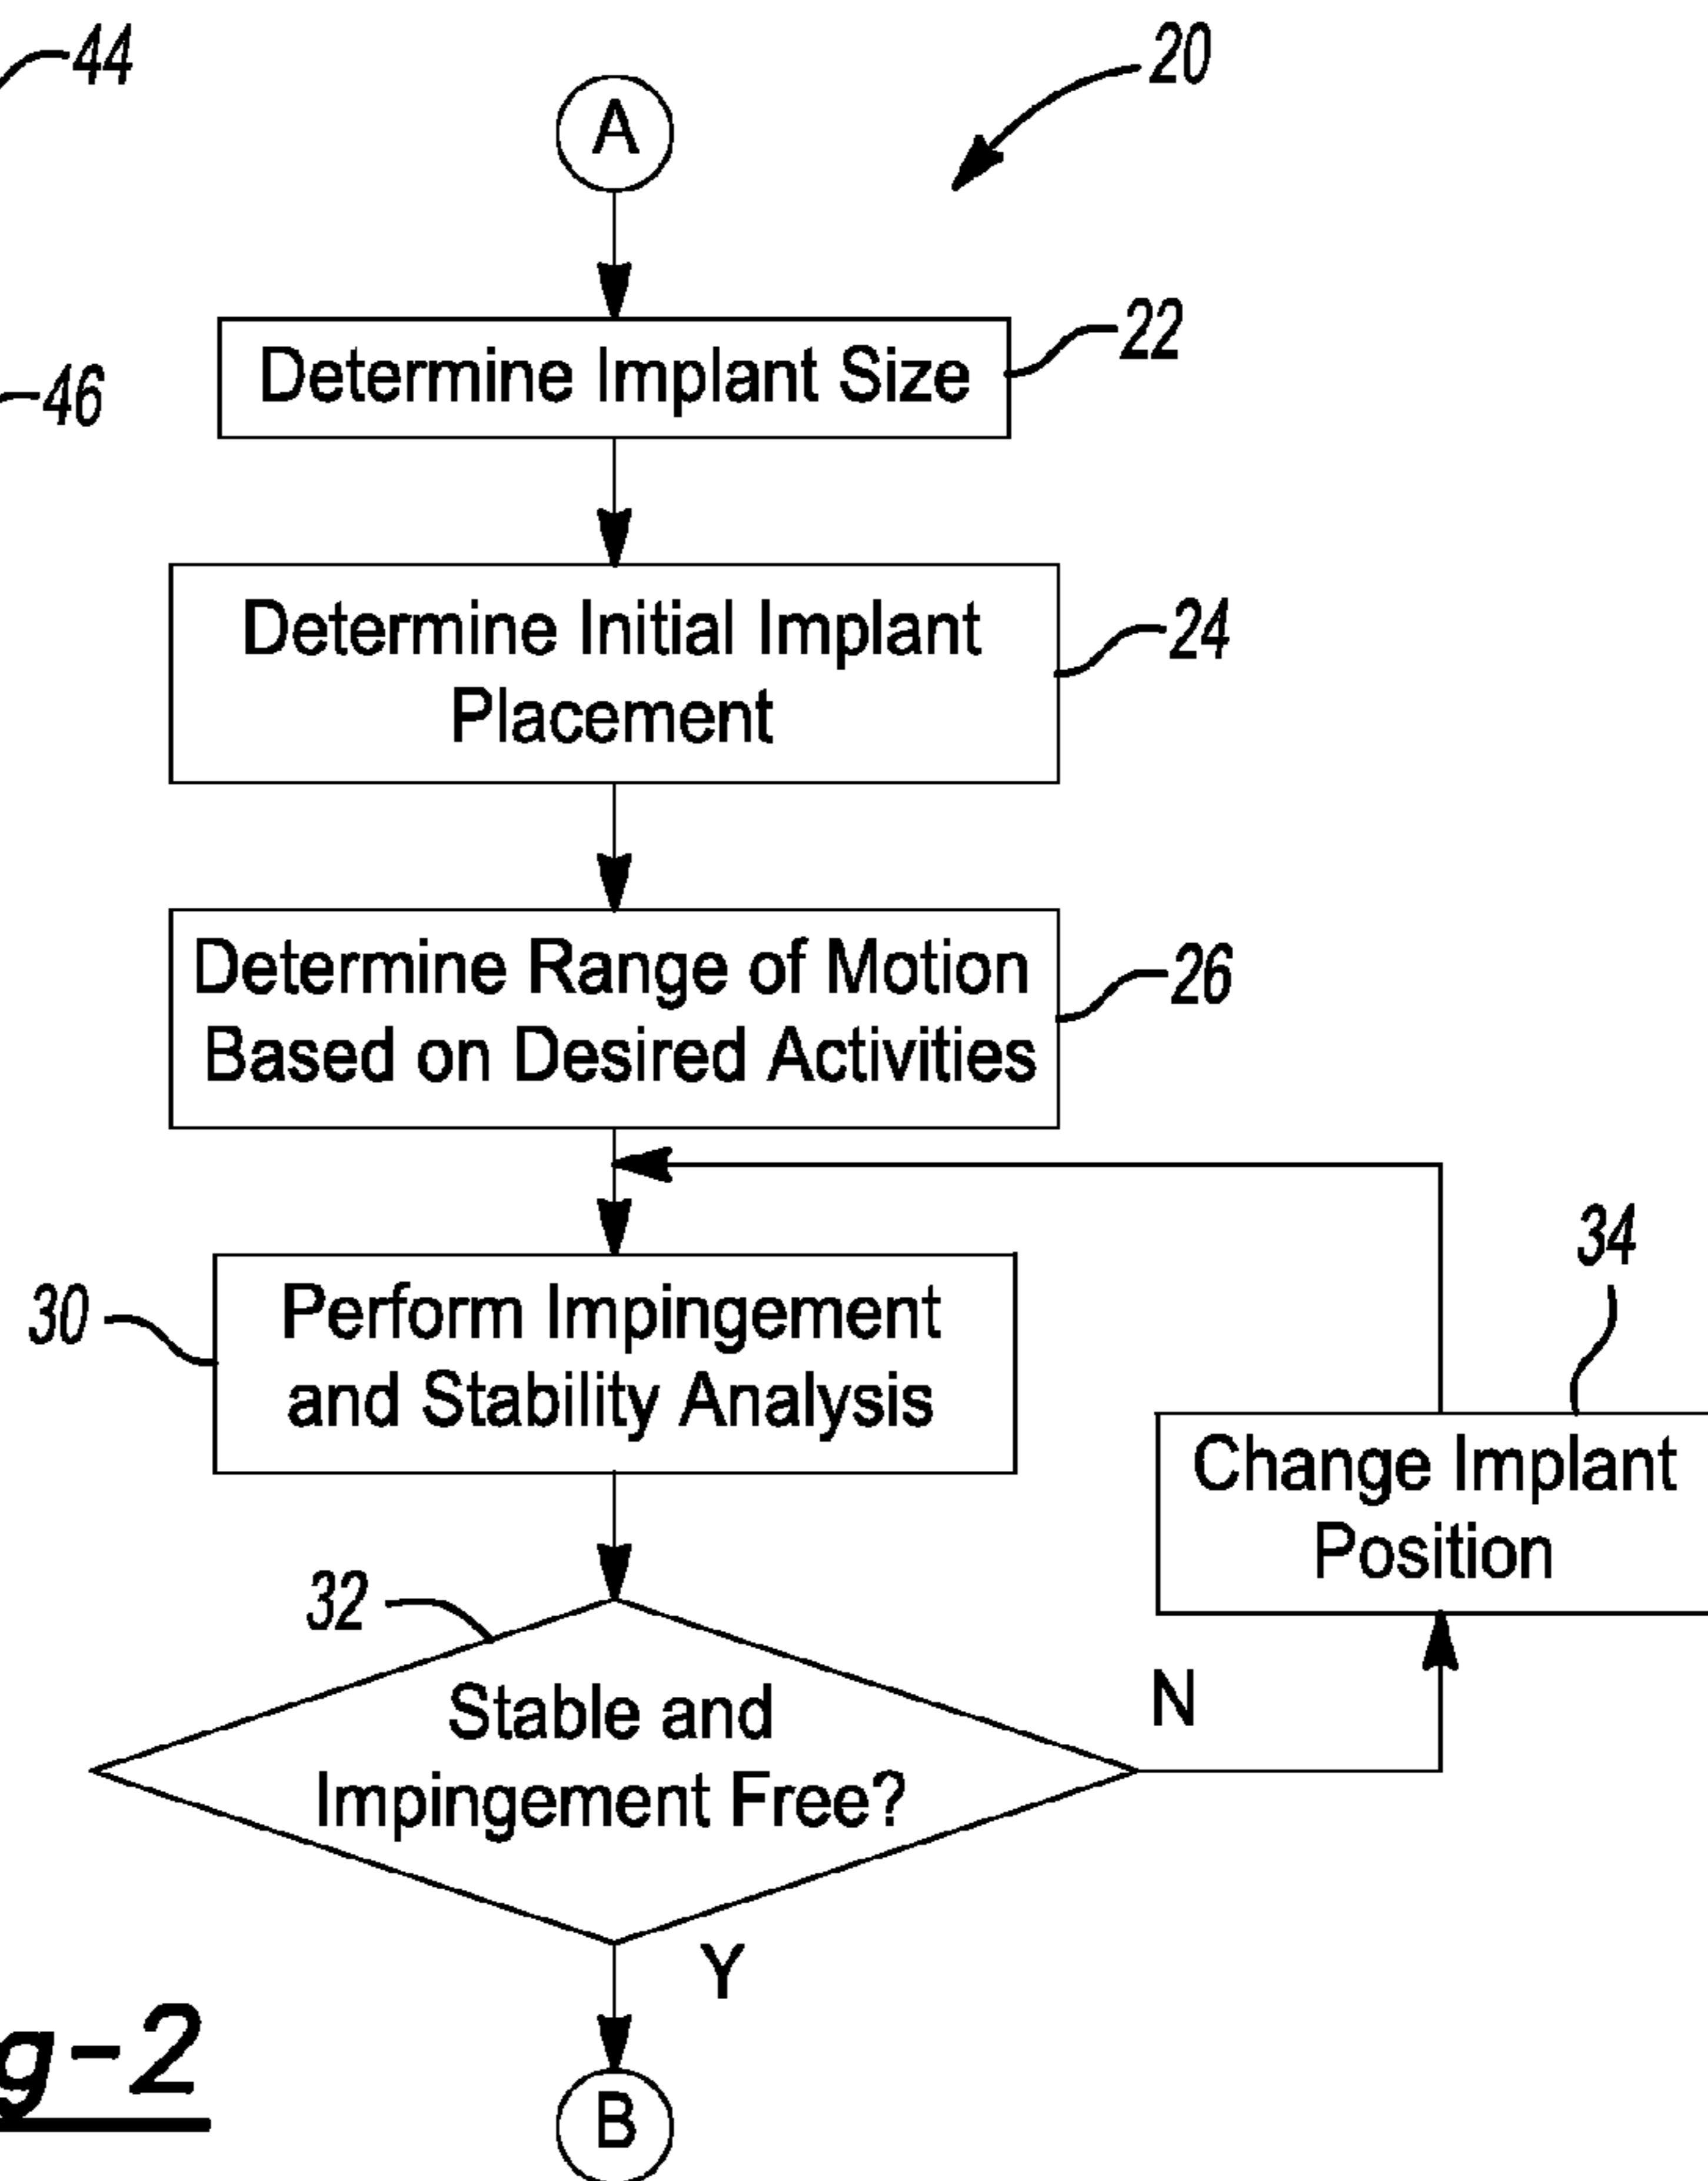 44
20
A
Determine Implant Size
22
46
Determine Initial Implant
Placement
24
Determine Range of Motion
Based on Desired Activities
26
34
30
Perform Impingement
and Stability Analysis
Change Implant
Position
32
Stable and
Impingement Free?
N
Y
g-2
B